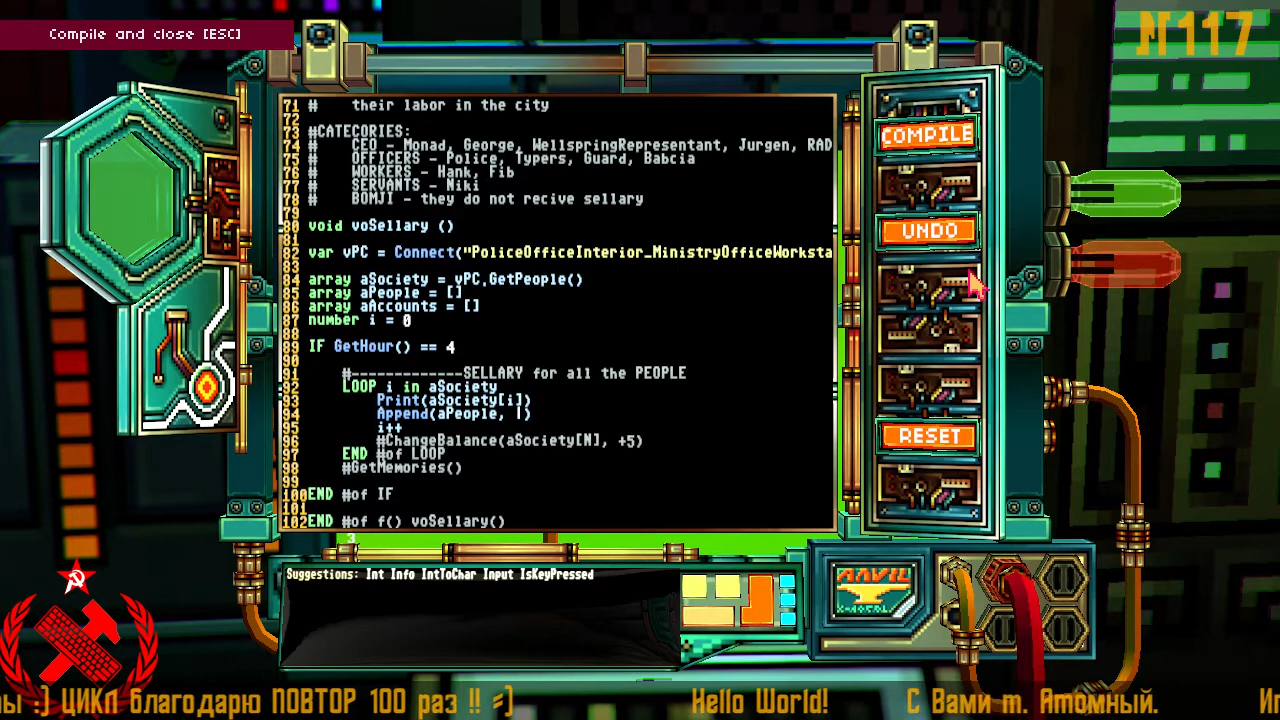 Compile and close [ESC]
N117
71 #    their labor in the city
72
73 #CATEGORIES:
74 #    CEO - Monad, George, WellspringRepresentant, Jurgen, RAD
75 #    OFFICERS - Police, Typers, Guard, Babcia
76 #    WORKERS - Hank, Fib
77 #    SERVANTS - Niki
78 #    BOMJI - they do not recive sellary
79
80 void voSellary ()
81
82 var vPC = Connect("PoliceOfficeInterior_MinistryOfficeWorksta
83
84 array aSociety = vPC.GetPeople()
85 array aPeople = []
86 array aAccounts = []
87 number i = 0
88
89 IF GetHour() == 4
90
91     #-------------SELLARY for all the PEOPLE
92     LOOP i in aSociety
93         Print(aSociety[i])
94         Append(aPeople, I)
95         i++
96         #ChangeBalance(aSociety[N], +5)
97     END #of LOOP
98     #GetMemories()
99
100 END #of IF
101
102 END #of f() voSellary()
3
COMPILE
UNDO
RESET
Suggestions: Int Info IntToChar Input IsKeyPressed
ANVIL
ы :) ЦИКл благодарю ПОВТОР 100 раз !! =)
Hello World!
С Вами т. Атомный.